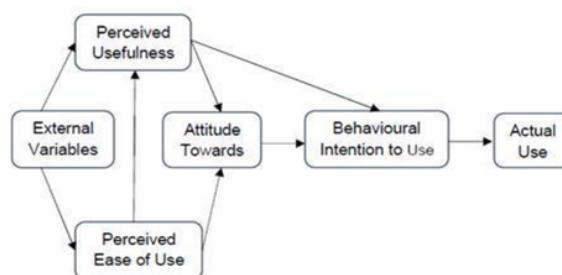 Perceived
Usefulness
External
Variables
Attitude
Towards
Behavioural
Intention to Use
Actual
Use
Perceived
Ease of Use